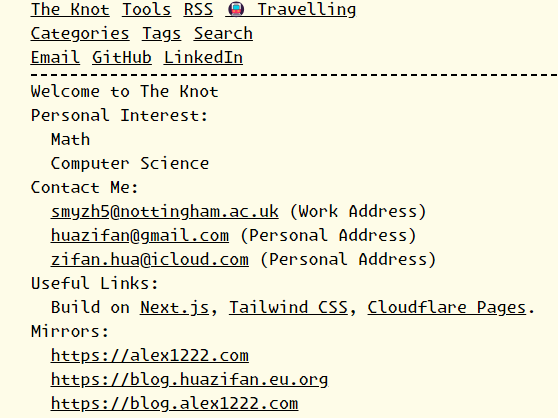 The Knot Tools RSS 🚇 Travelling
Categories Tags Search
Email GitHub LinkedIn
Welcome to The Knot
Personal Interest:
Math
Computer Science
Contact Me:
smyzh5@nottingham.ac.uk (Work Address)
huazifan@gmail.com (Personal Address)
zifan.hua@icloud.com (Personal Address)
Useful Links:
Build on Next.js, Tailwind CSS, Cloudflare Pages.
Mirrors:
https://alex1222.com
https://blog.huazifan.eu.org
https://blog.alex1222.com